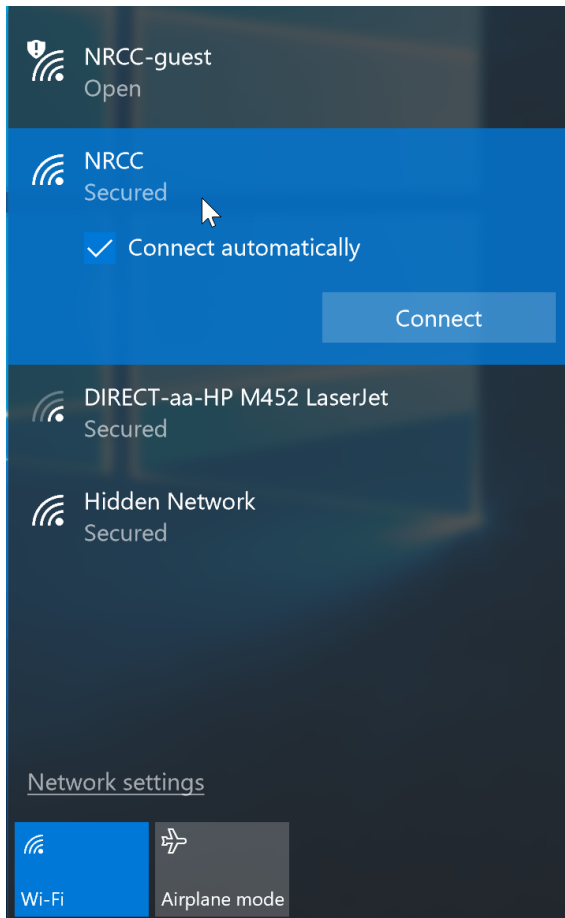 NRCC-guest
Open
NRCC
Secured
Connect automatically
Connect
DIRECT-aa-HP M452 LaserJet
Secured
Hidden Network
Secured
Network settings
Wi-Fi
Airplane mode